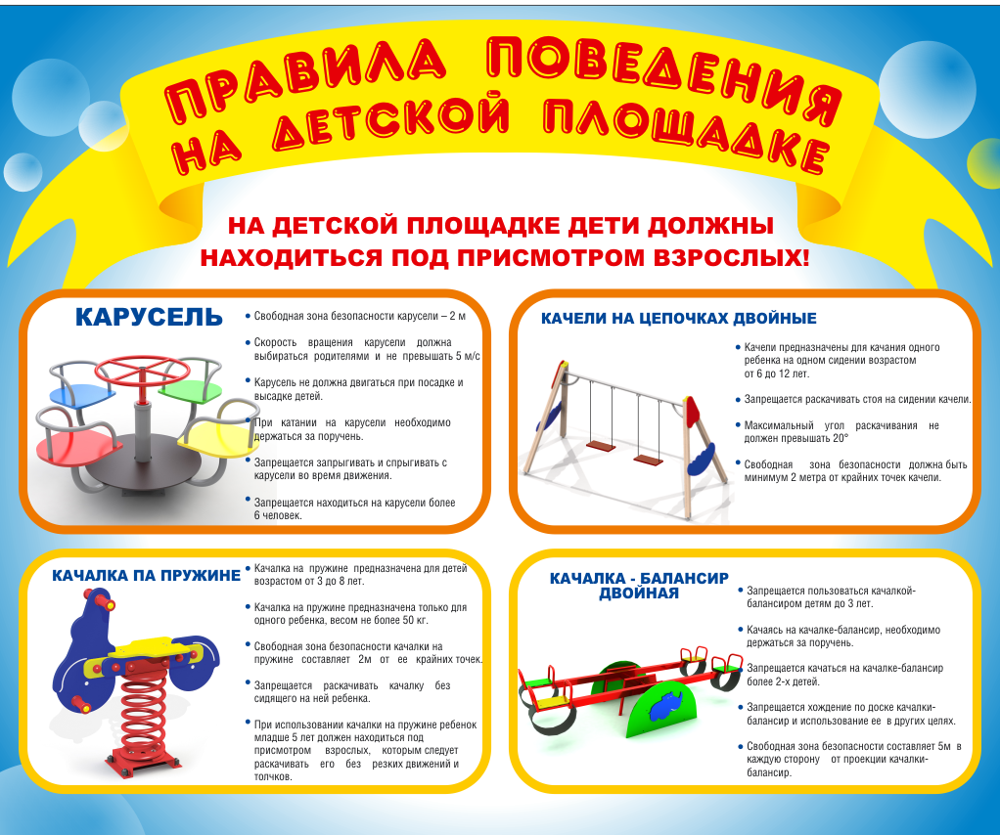 ПРАВИЛА ПОВЕДЕНИЯ
НА ДЕТСКОЙ ПЛОЩАДКЕ
НА ДЕТСКОЙ ПЛОЩАДКЕ ДЕТИ ДОЛЖНЫ
НАХОДИТЬСЯ ПОД ПРИСМОТРОМ ВЗРОСЛЫХ!
КАРУСЕЛЬ
• Свободная зона безопасности карусели – 2 м
• Скорость вращения карусели должна
выбираться родителями и не превышать 5 м/с
• Карусель не должна двигаться при посадке и
высадке детей.
• При катании на карусели необходимо
держаться за поручень.
• Запрещается запрыгивать и спрыгивать с
карусели во время движения.
• Запрещается находиться на карусели более
6 человек.
КАЧЕЛИ НА ЦЕПОЧКАХ ДВОЙНЫЕ
• Качели предназначены для качания одного
ребенка на одном сидении возрастом
от 6 до 12 лет.
• Запрещается раскачивать стоя на сидении качели.
• Максимальный угол раскачивания не
должен превышать 20°
• Свободная зона безопасности должна быть
минимум 2 метра от крайних точек качели.
КАЧАЛКА ПА ПРУЖИНЕ
• Качалка на пружине предназначена для детей
возрастом от 3 до 8 лет.
• Качалка на пружине предназначена только для
одного ребенка, весом не более 50 кг.
• Свободная зона безопасности качалки на
пружине составляет 2м от ее крайних точек.
• Запрещается раскачивать качалку без
сидящего на ней ребенка.
• При использовании качалки на пружине ребенок
младше 5 лет должен находиться под
присмотром взрослых, которым следует
раскачивать его без резких движений и
толчков.
КАЧАЛКА - БАЛАНСИР
ДВОЙНАЯ
• Запрещается пользоваться качалкой-
балансиром детям до 3 лет.
• Качаясь на качалке-балансир, необходимо
держаться за поручень.
• Запрещается качаться на качалке-балансир
более 2-х детей.
• Запрещается хождение по доске качалки-
балансир и использование ее в других целях.
• Свободная зона безопасности составляет 5м в
каждую сторону от проекции качалки-
балансир.